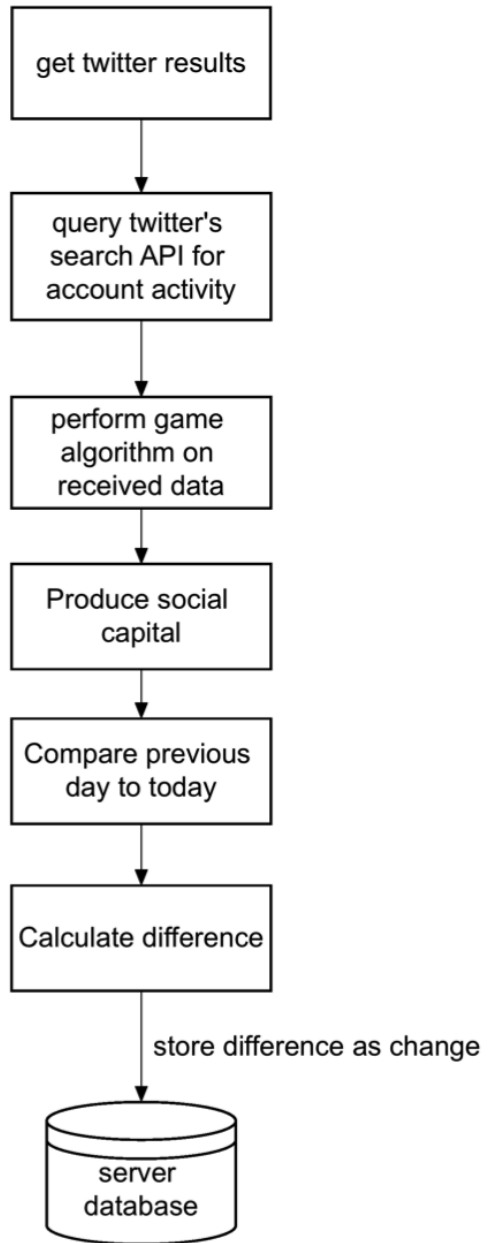 get twitter results
query twitter's
search API for
account activity
perform game
algorithm on
received data
Produce social
capital
Compare previous
day to today
Calculate difference
store difference as change
server
database